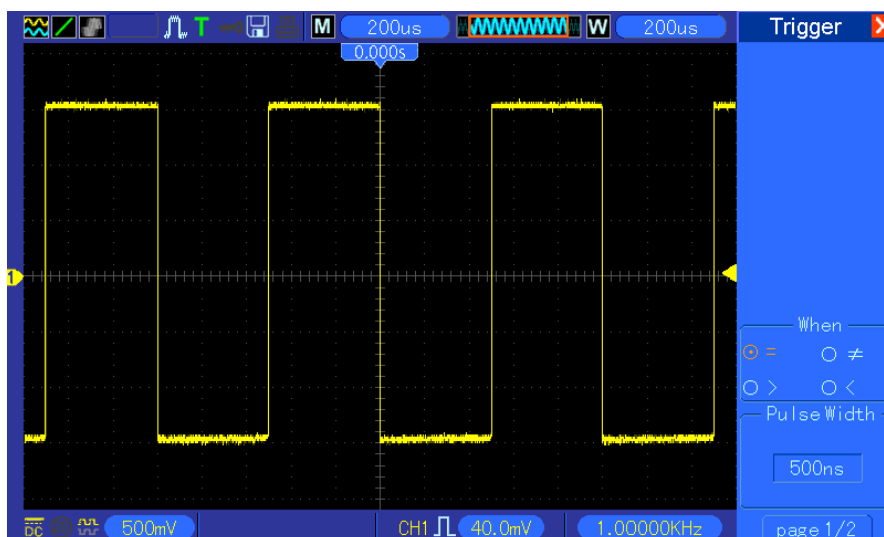 T M 200us W 200us Trigger X
0.000s
1
When
= ≠
> <
Pulse Width
500ns
DC 500mV CH1 40.0mV 1.00000KHz page 1/2